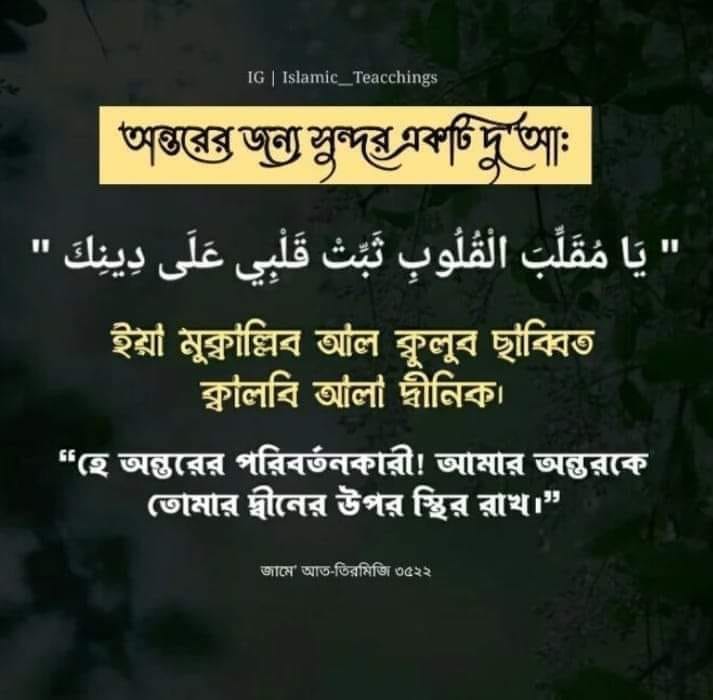 IG | Islamic__Teacchings
অন্তরের জন্য সুন্দর একটি দু'আ:
" يَا مُقَلِّبَ الْقُلُوبِ ثَبِّتْ قَلْبِي عَلَى دِينِكَ "
ইয়া মুক্বাল্লিব আল ক্বুলুব ছাব্বিত
ক্বালবি আলা দ্বীনিক।
“হে অন্তরের পরিবর্তনকারী! আমার অন্তরকে
তোমার দ্বীনের উপর স্থির রাখ।”
জামে' আত-তিরমিজি ৩৫২২